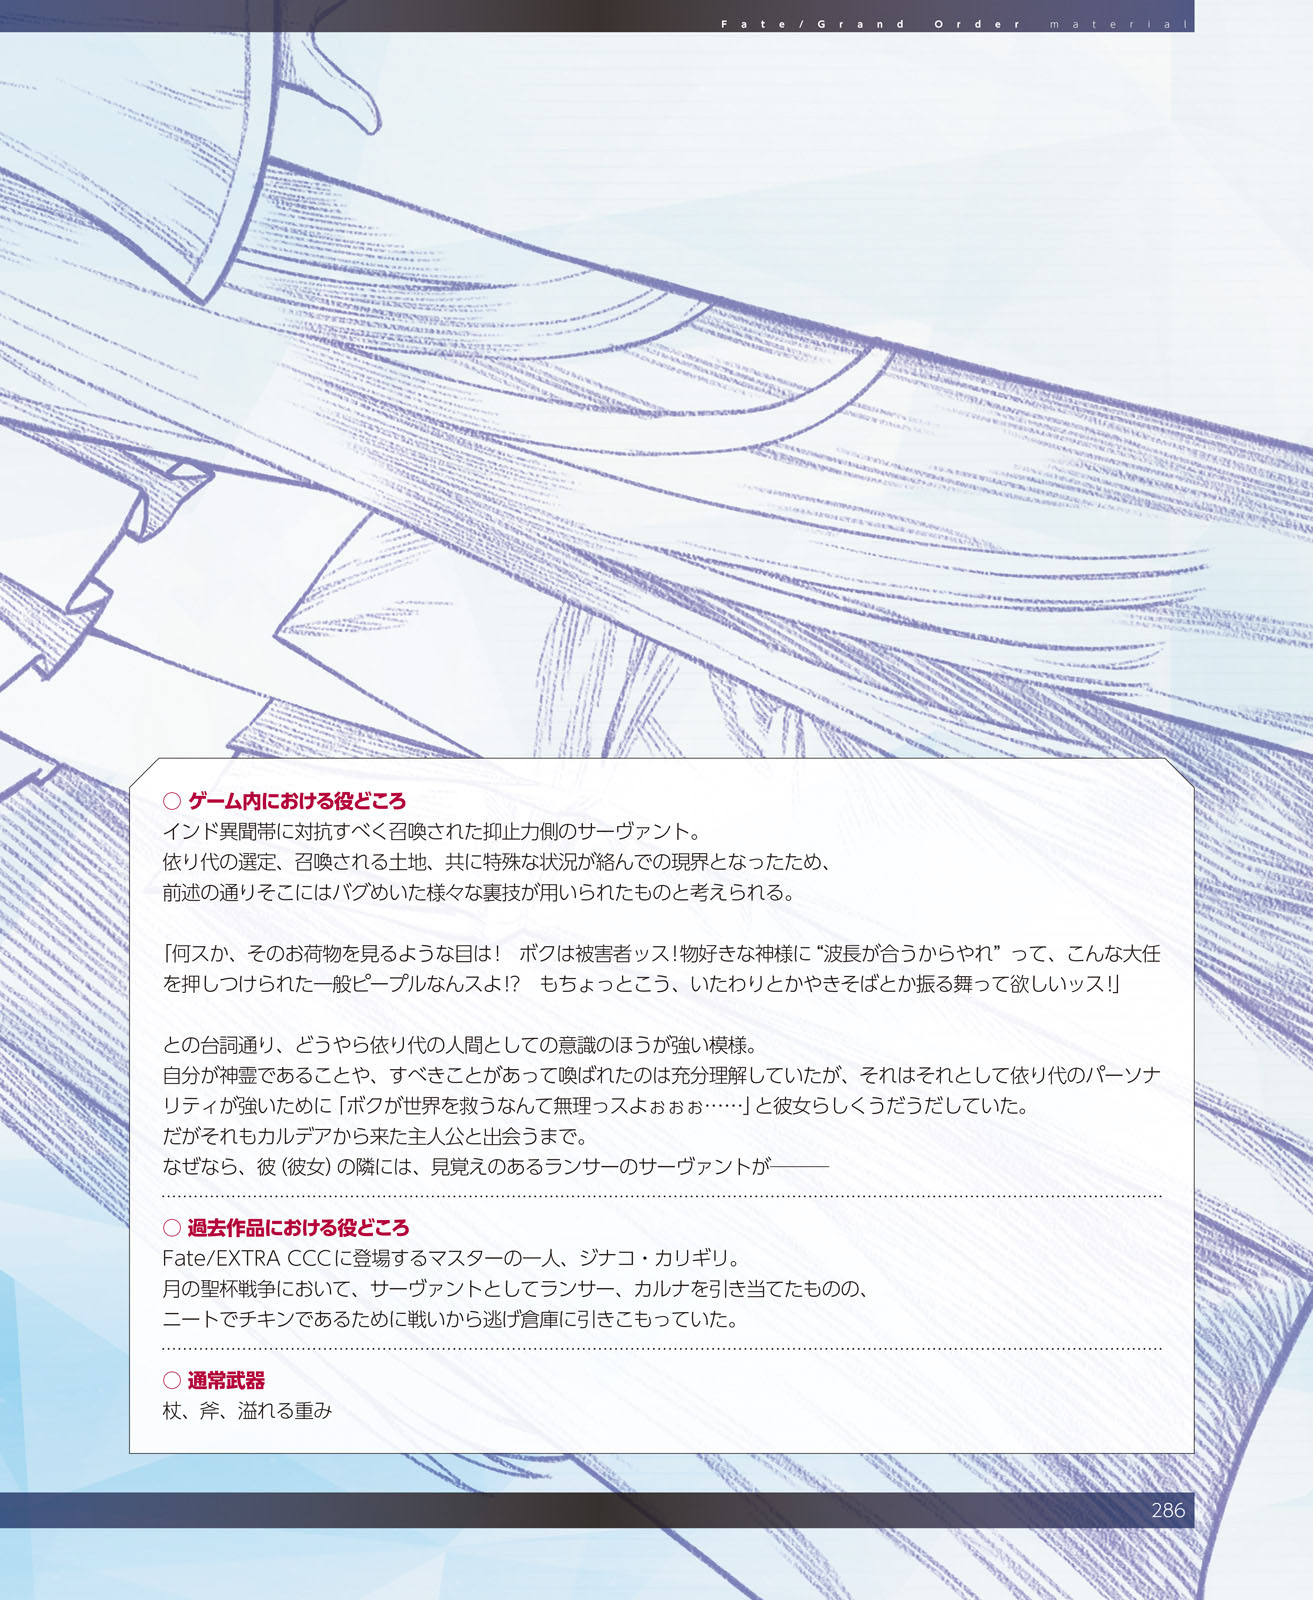 Fate/Grand Order material
○ ゲーム内における役どころ
インド異聞帯に対抗すべく召喚された抑止力側のサーヴァント。
依り代の選定、召喚される土地、共に特殊な状況が絡んでの現界となったため、
前述の通りそこにはバグめいた様々な裏技が用いられたものと考えられる。
「何スか、そのお荷物を見るような目は!　ボクは被害者ッス!物好きな神様に“波長が合うからやれ”って、こんな大任
を押しつけられた一般ピープルなんスよ!?　もちょっとこう、いたわりとかやきそばとか振る舞って欲しいッス!」
との台詞通り、どうやら依り代の人間としての意識のほうが強い模様。
自分が神霊であることや、すべきことがあって喚ばれたのは充分理解していたが、それはそれとして依り代のパーソナ
リティが強いために「ボクが世界を救うなんて無理っスよぉぉぉ……」と彼女らしくうだうだしていた。
だがそれもカルデアから来た主人公と出会うまで。
なぜなら、彼(彼女)の隣には、見覚えのあるランサーのサーヴァントが―――
○ 過去作品における役どころ
Fate/EXTRA CCCに登場するマスターの一人、ジナコ・カリギリ。
月の聖杯戦争において、サーヴァントとしてランサー、カルナを引き当てたものの、
ニートでチキンであるために戦いから逃げ倉庫に引きこもっていた。
○ 通常武器
杖、斧、溢れる重み
286